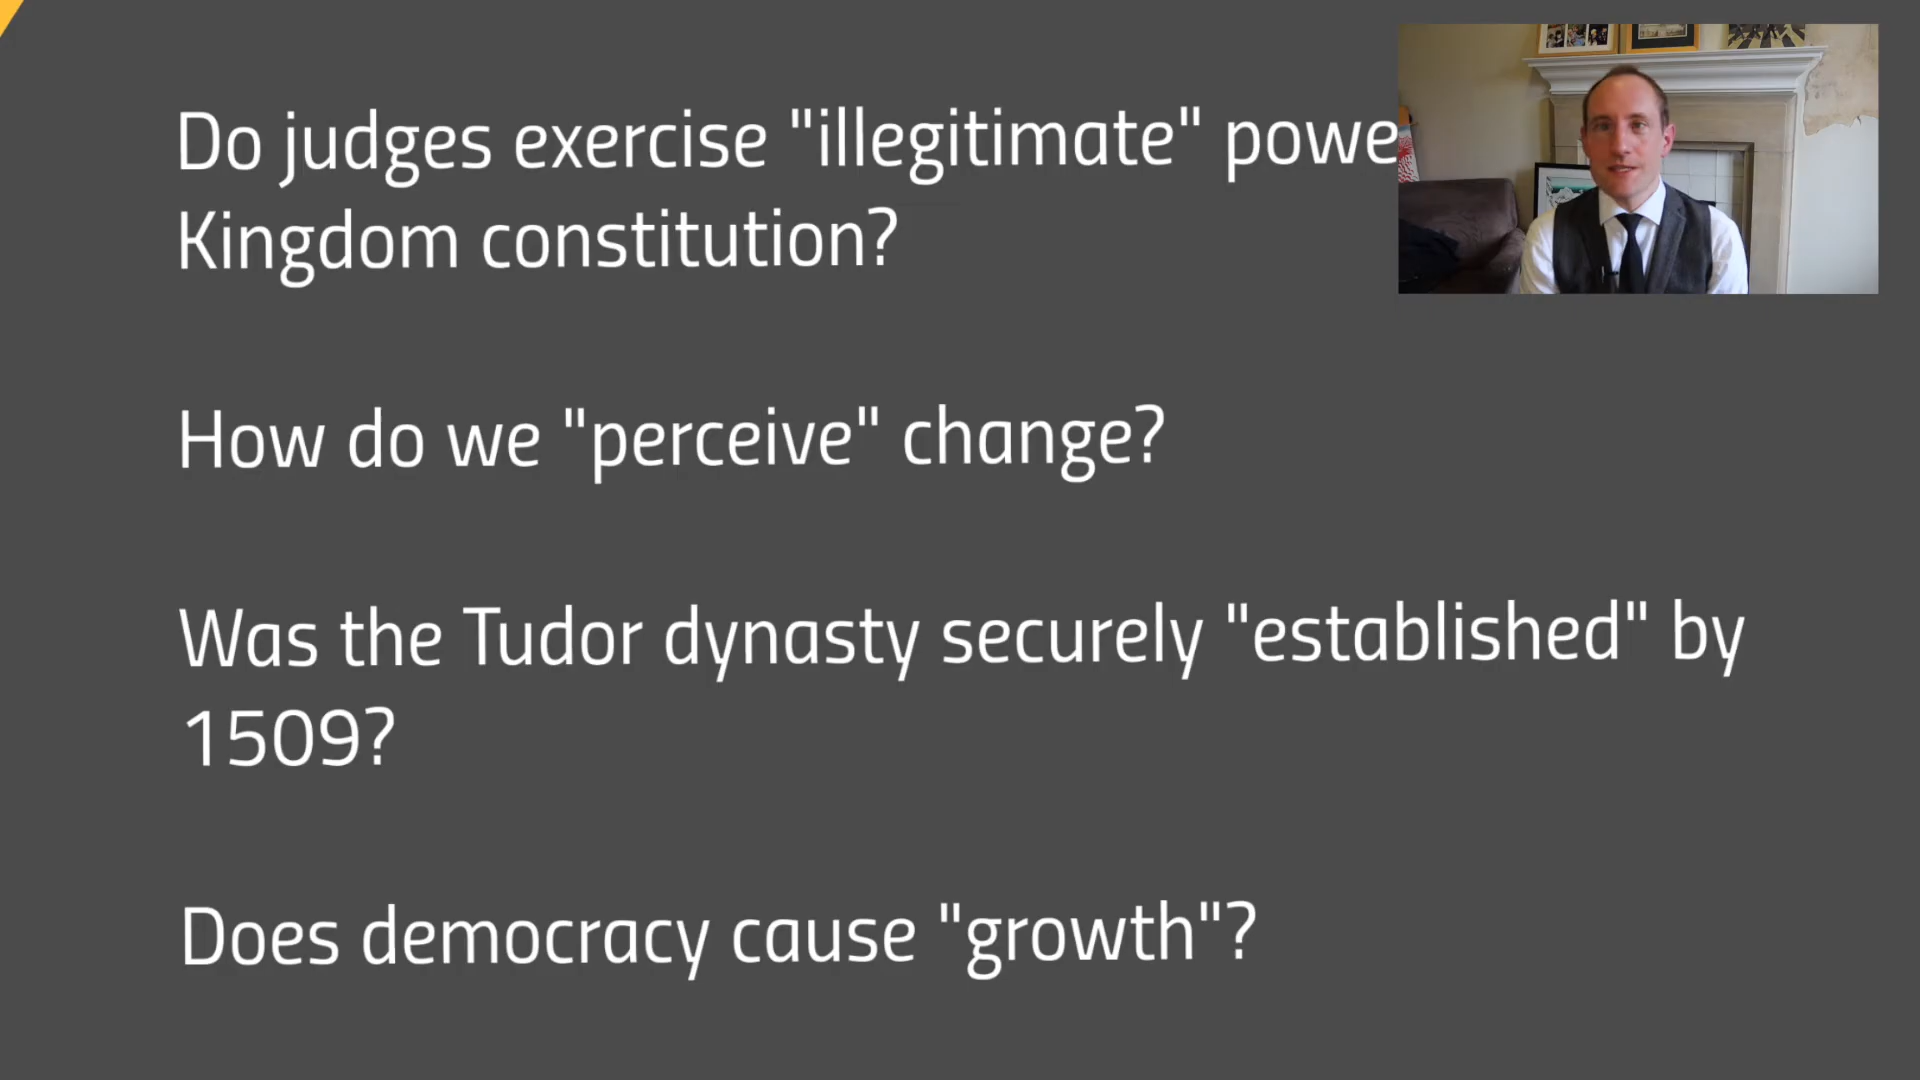 Do judges exercise "illegitimate"
Kingdom constitution?
How do we "perceive" change?
Was the Tudor dynasty securely "established" by
1509?
Does democracy cause "growth"?